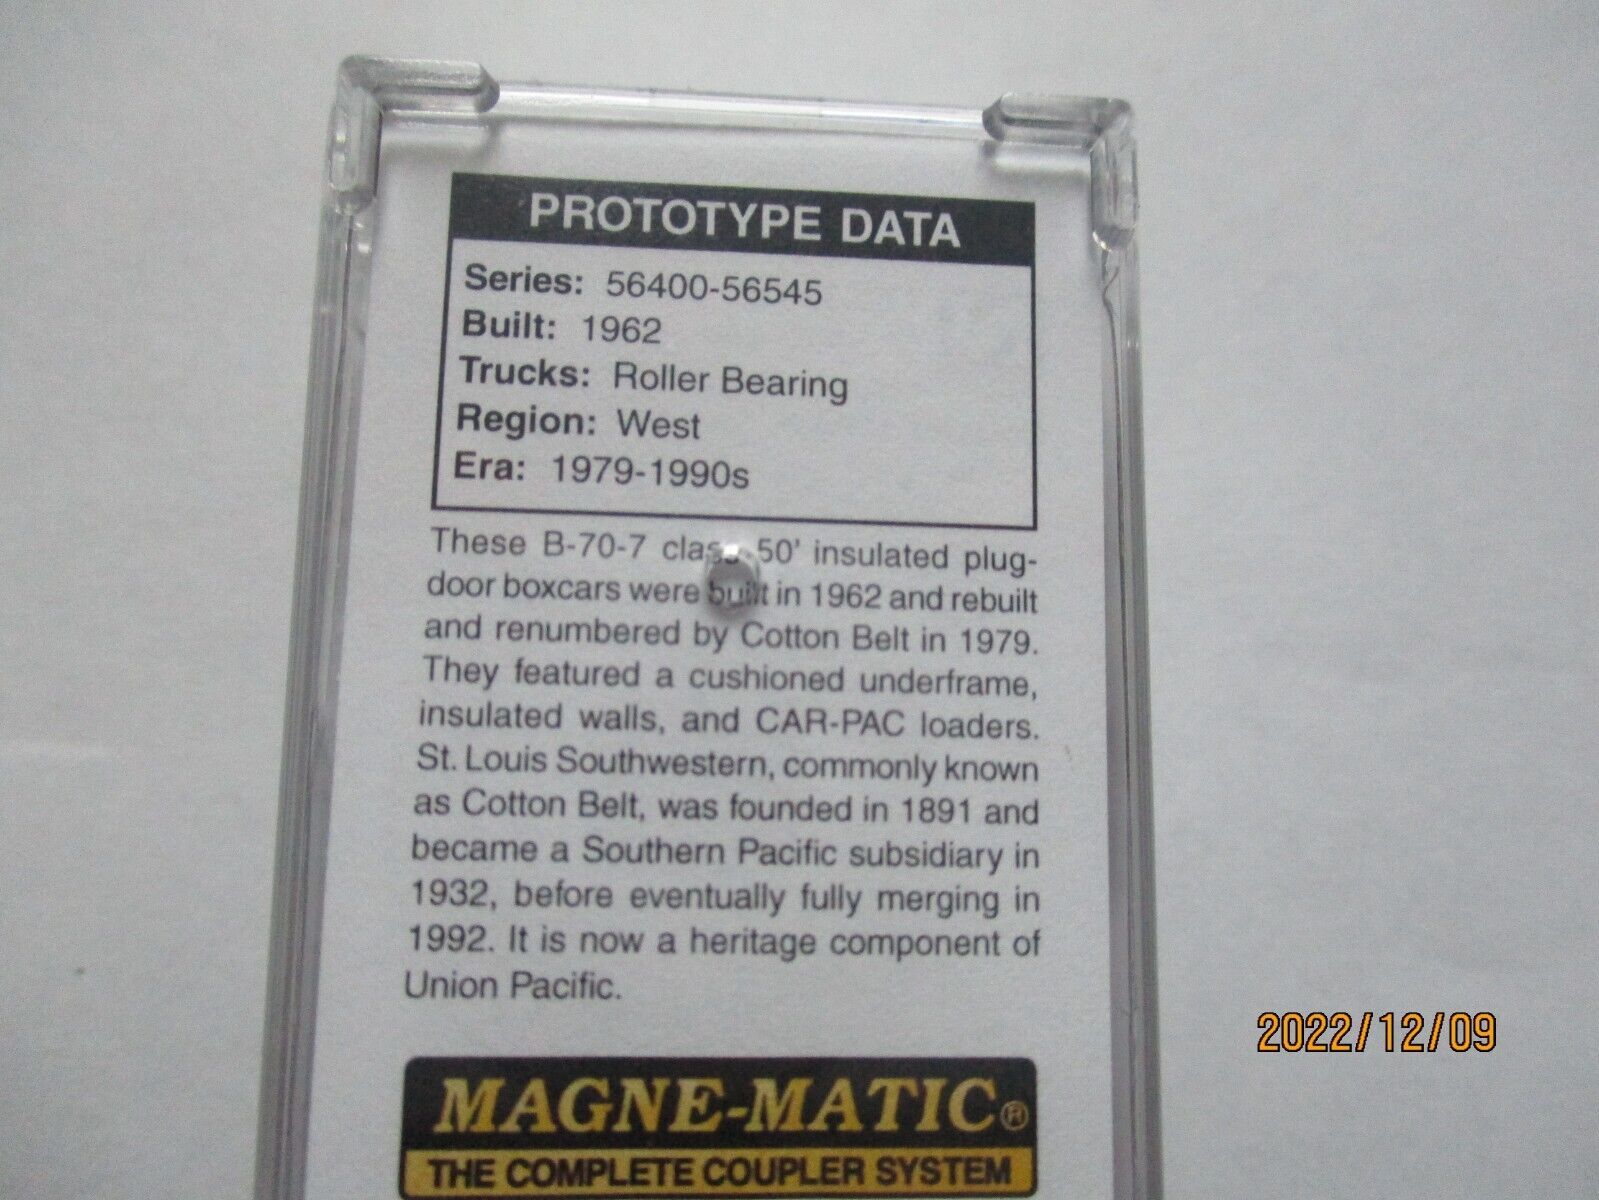 PROTOTYPE DATA
Series: 56400-56545
Built: 1962
Trucks: Roller Bearing
Region: West
Era: 1979-1990s
These B-70-7 class 50' insulated plug-
door boxcars were built in 1962 and rebuilt
and renumbered by Cotton Belt in 1979.
They featured a cushioned underframe,
insulated walls, and CAR-PAC loaders.
St. Louis Southwestern, commonly known
as Cotton Belt, was founded in 1891 and
became a Southern Pacific subsidiary in
1932, before eventually fully merging in
1992. It is now a heritage component of
Union Pacific.
MAGNE-MATIC®
THE COMPLETE COUPLER SYSTEM
2022/12/09